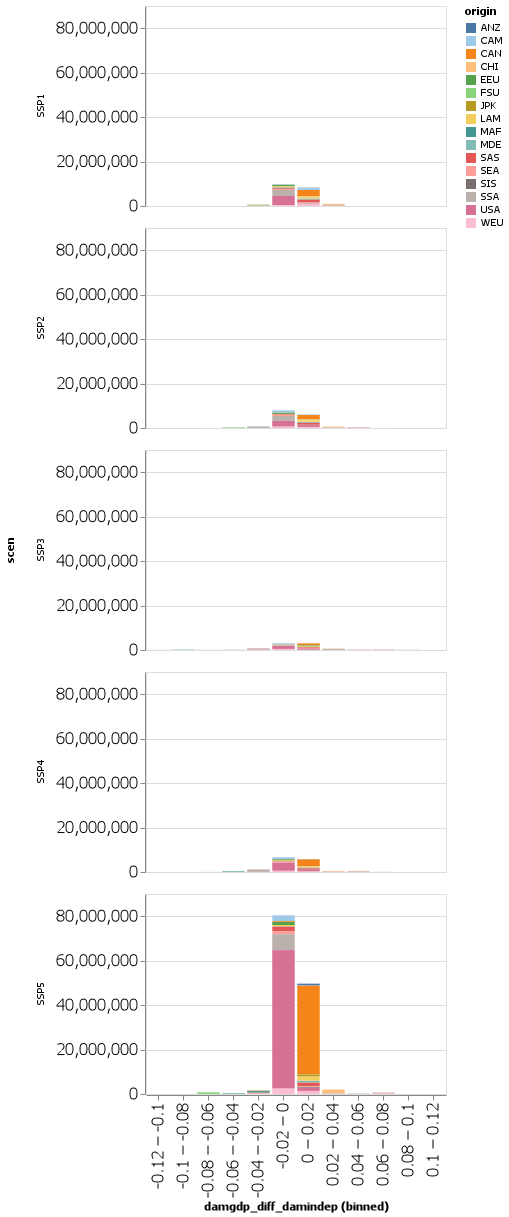 origin
ANZ
CAM
CAN
CHI
EEU
FSU
JPK
LAM
MAF
MDE
SAS
SEA
SIS
SSA
USA
WEU
scen
SSP1
80,000,000
60,000,000
40,000,000
20,000,000
0
SSP2
80,000,000
60,000,000
40,000,000
20,000,000
0
SSP3
80,000,000
60,000,000
40,000,000
20,000,000
0
SSP4
80,000,000
60,000,000
40,000,000
20,000,000
0
SSP5
80,000,000
60,000,000
40,000,000
20,000,000
0
-0.12 – -0.1
-0.1 – -0.08
-0.08 – -0.06
-0.06 – -0.04
-0.04 – -0.02
-0.02 – 0
0 – 0.02
0.02 – 0.04
0.04 – 0.06
0.06 – 0.08
0.08 – 0.1
0.1 – 0.12
damgdp_diff_damindep (binned)